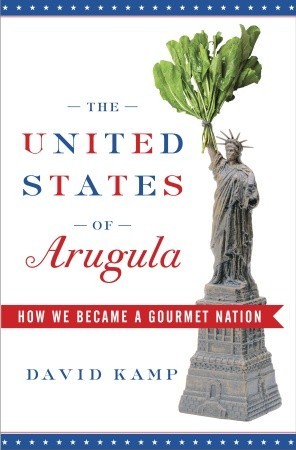 — THE —
UNITED
STATES
— OF —
Arugula
HOW WE BECAME A GOURMET NATION
DAVID KAMP